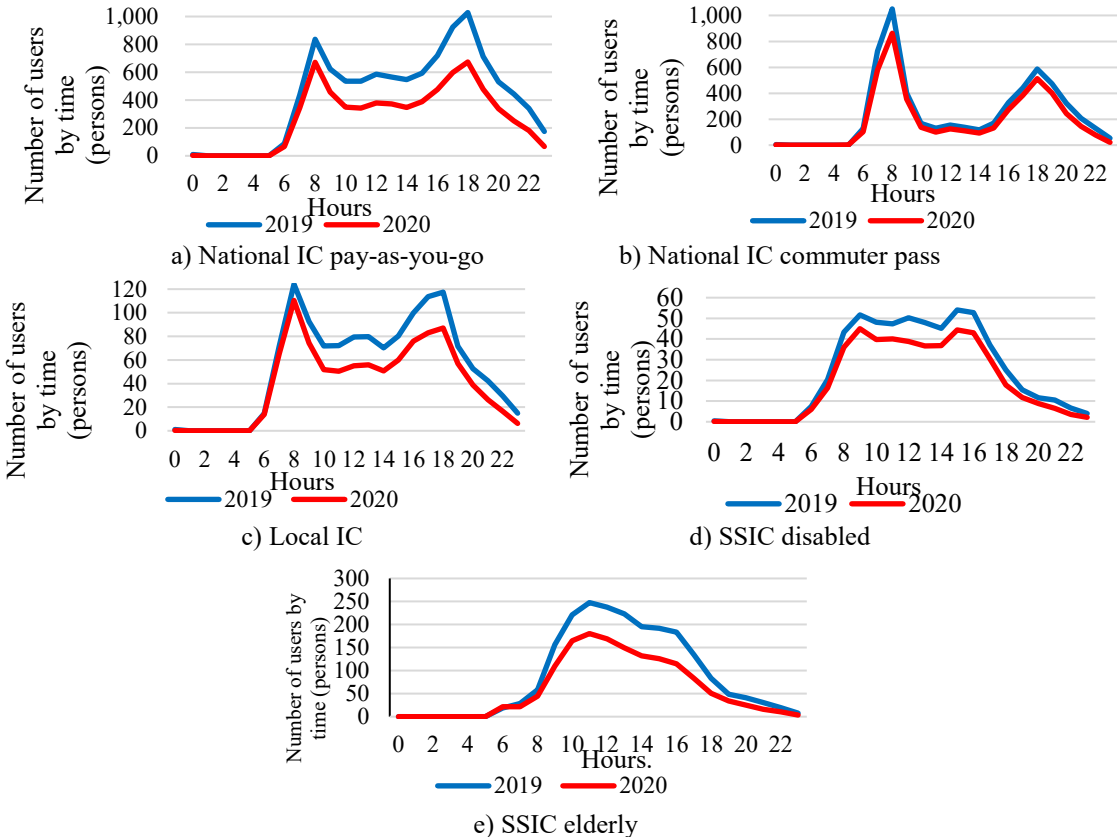 Number of users
by time
(persons)
1,000
800
600
400
200
0
0 2 4 6 8 10 12 14 16 18 20 22
Hours
2019 2020
a) National IC pay-as-you-go
Number of users
by time
(persons)
1,000
800
600
400
200
0
0 2 4 6 8 10 12 14 16 18 20 22
Hours
2019 2020
b) National IC commuter pass
Number of users
by time
(persons)
120
100
80
60
40
20
0
0 2 4 6 8 10 12 14 16 18 20 22
Hours
2019 2020
c) Local IC
Number of users
by time
(persons)
60
50
40
30
20
10
0
0 2 4 6 8 10 12 14 16 18 20 22
Hours
2019 2020
d) SSIC disabled
Number of users by
time (persons)
300
250
200
150
100
50
0
0 2 4 6 8 10 12 14 16 18 20 22
Hours.
2019 2020
e) SSIC elderly